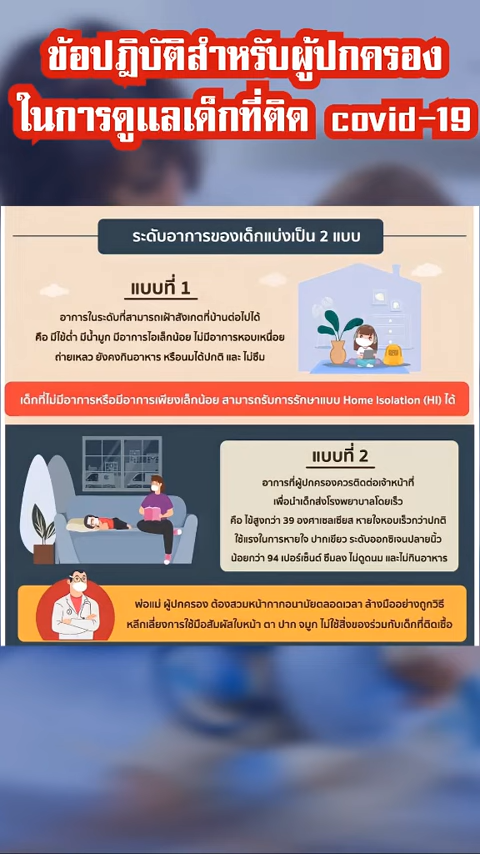 ข้อปฎิบัติสำหรับผู้ปกครอง
ในการดูแลเด็กที่ติด covid-19
ระดับอาการของเด็กแบ่งเป็น 2 แบบ
แบบที่ 1
อาการในระดับที่สามารถเฝ้าสังเกตที่บ้านต่อไปได้
คือ มีไข้ต่ำ มีน้ำมูก มีอาการไอเล็กน้อย ไม่มีอาการหอบเหนื่อย
ถ่ายเหลว ยังคงกินอาหาร หรือนมได้ปกติ และ ไม่ซึม
เด็กที่ไม่มีอาการหรือมีอาการเพียงเล็กน้อย สามารถรับการรักษาแบบ Home Isolation (HI) ได้
แบบที่ 2
อาการที่ผู้ปกครองควรติดต่อเจ้าหน้าที่
เพื่อนำเด็กส่งโรงพยาบาลโดยเร็ว
คือ ไข้สูงกว่า 39 องศาเซลเซียส หายใจหอบเร็วกว่าปกติ
ใช้แรงในการหายใจ ปากเขียว ระดับออกซิเจนปลายนิ้ว
น้อยกว่า 94 เปอร์เซ็นต์ ซึมลง ไม่ดูดนม และไม่กินอาหาร
พ่อแม่ ผู้ปกครอง ต้องสวมหน้ากากอนามัยตลอดเวลา ล้างมืออย่างถูกวิธี
หลีกเลี่ยงการใช้มือสัมผัสใบหน้า ตา ปาก จมูก ไม่ใช้สิ่งของร่วมกับเด็กที่ติดเชื้อ